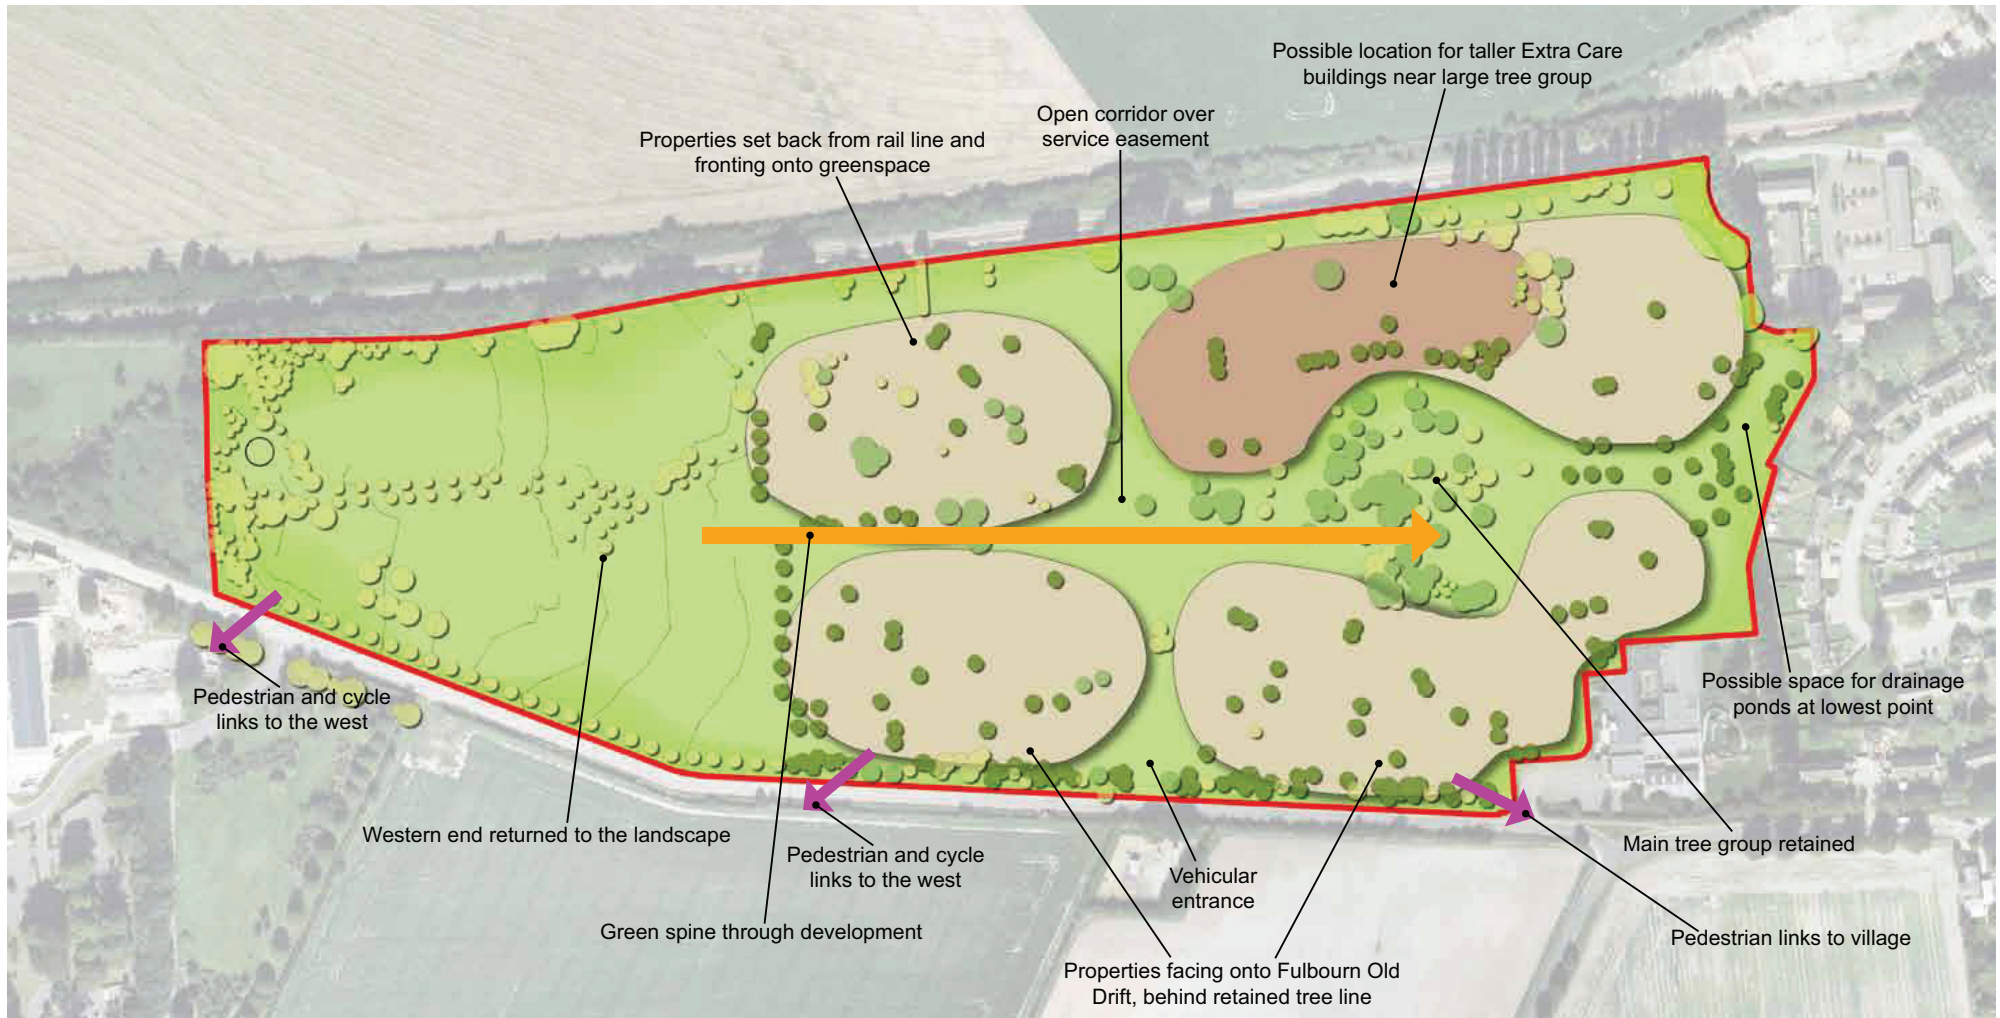 Possible location for taller Extra Care
buildings near large tree group
Open corridor over
service easement
Properties set back from rail line and
fronting onto greenspace
Pedestrian and cycle
links to the west
Possible space for drainage
ponds at lowest point
Western end returned to the landscape
Pedestrian and cycle
links to the west
Main tree group retained
Vehicular
entrance
Green spine through development
Pedestrian links to village
Properties facing onto Fulbourn Old
Drift, behind retained tree line